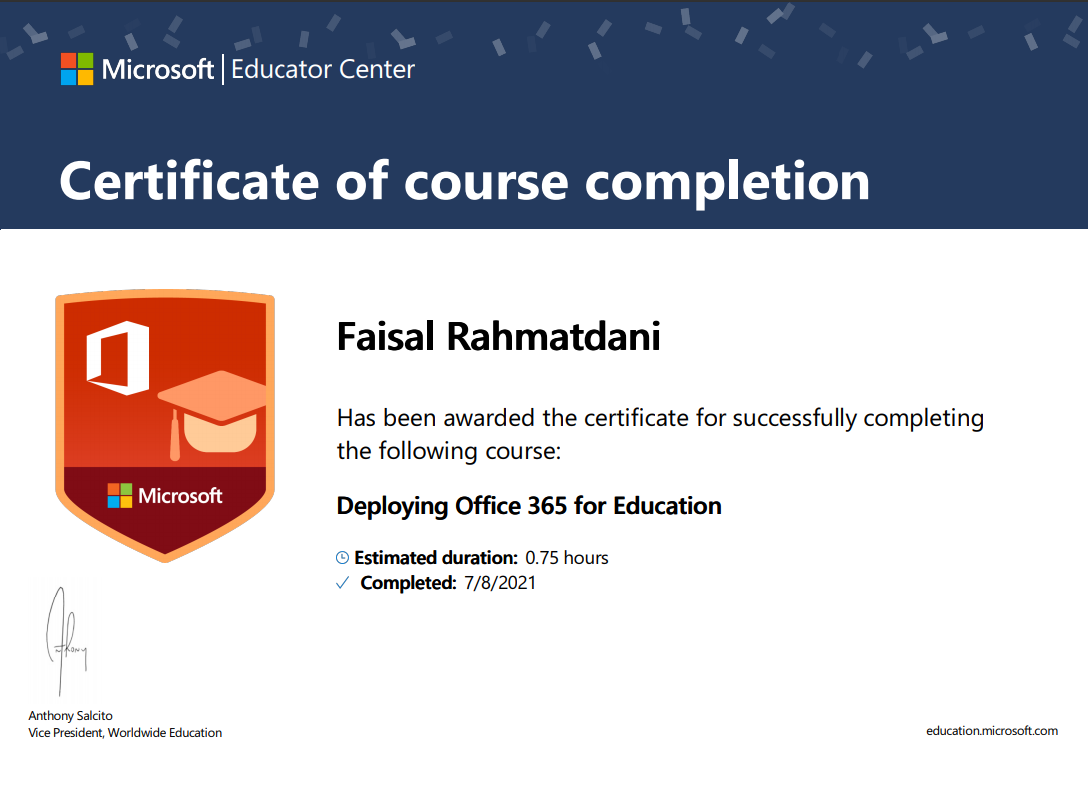 Microsoft | Educator Center
Certificate of course completion
Faisal Rahmatdani
Has been awarded the certificate for successfully completing
the following course:
Deploying Office 365 for Education
Estimated duration: 0.75 hours
Completed: 7/8/2021
Microsoft
Anthony
Anthony Salcito
Vice President, Worldwide Education
education.microsoft.com